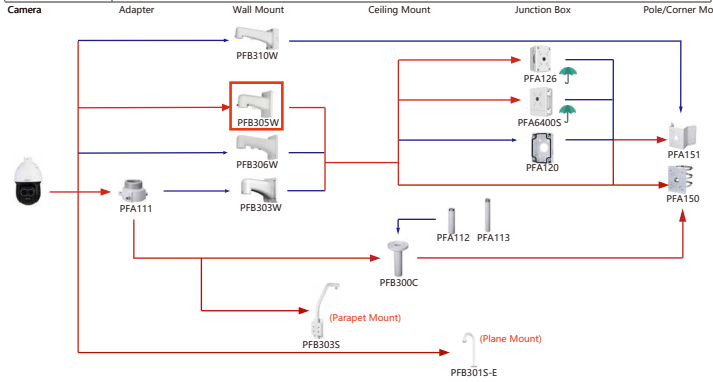 Camera Adapter Wall Mount Ceiling Mount Junction Box Pole/Corner Mo
PFB310W
PFA126
PFB305W
PFA6400S
PFB306W
PFA120
PFA151
PFA111
PFB303W
PFA150
PFA112 PFA113
PFB300C
(Parapet Mount)
PFB303S
(Plane Mount)
PFB301S-E